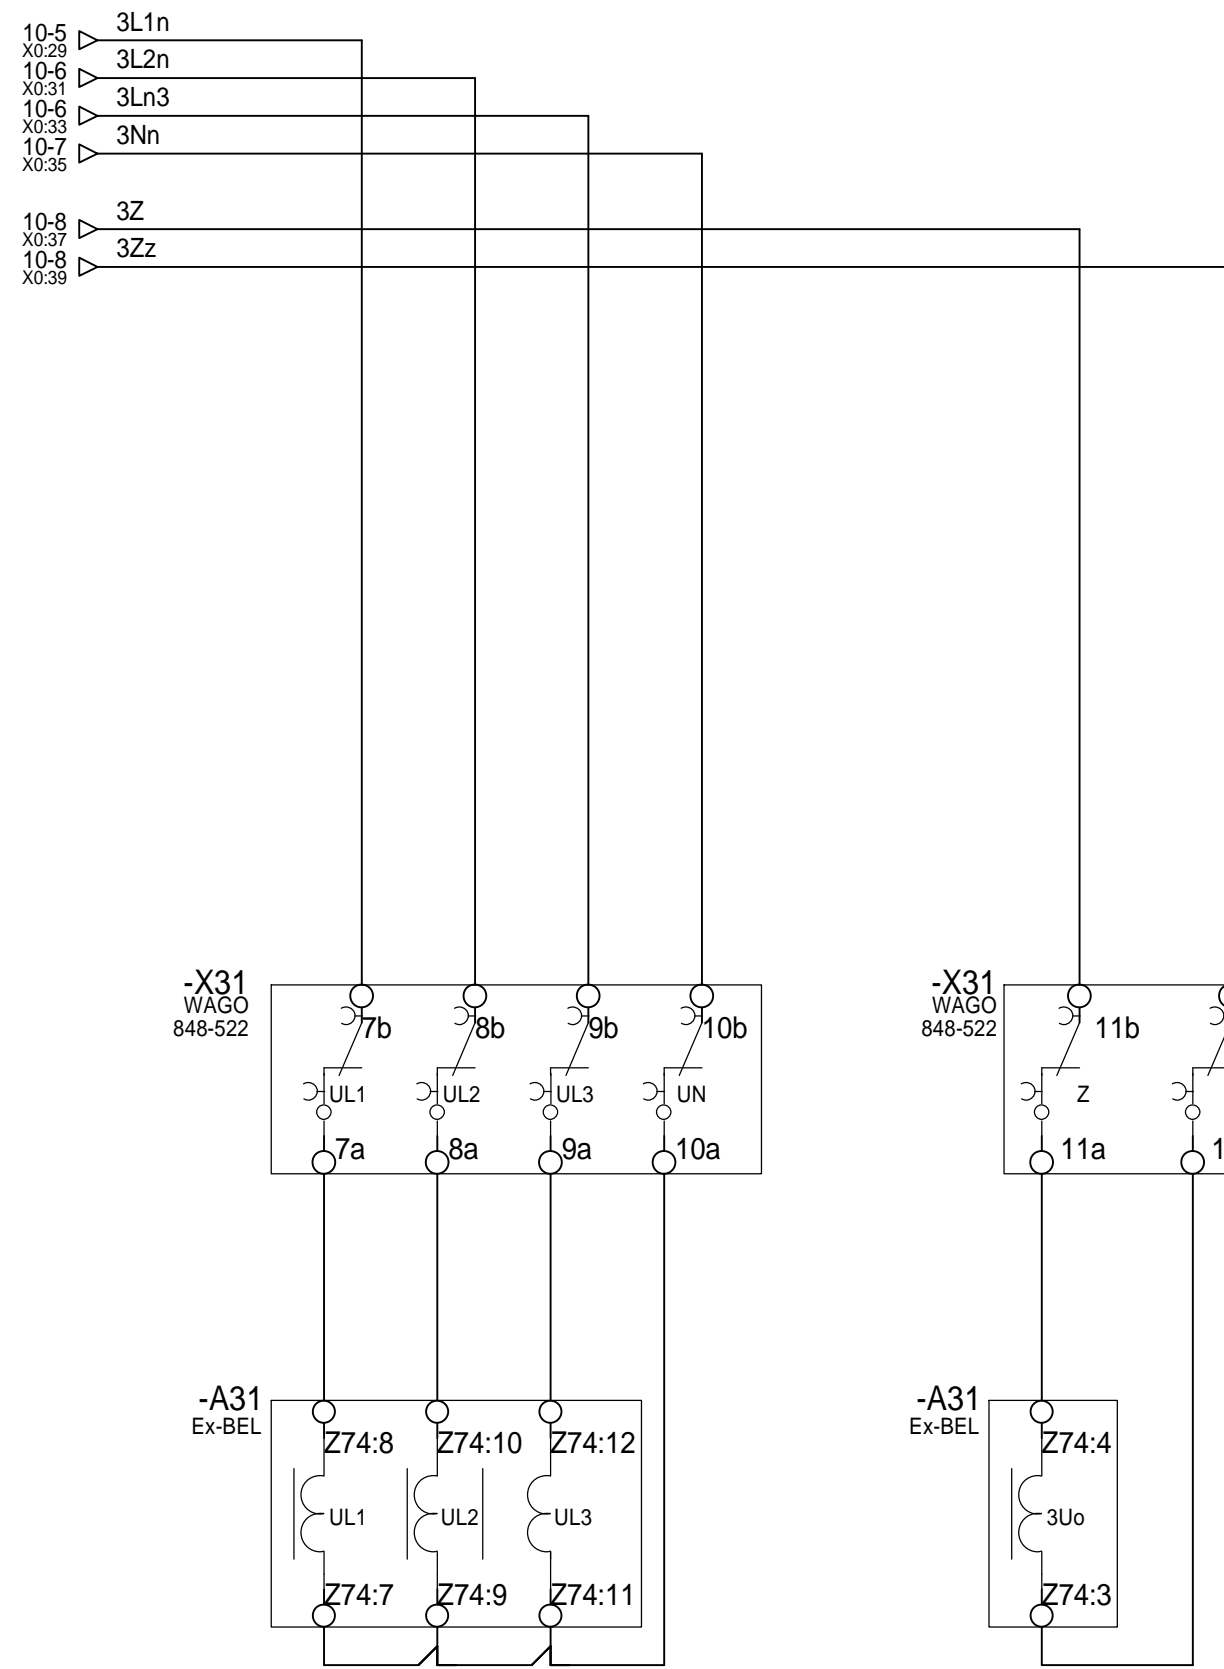 3L1n
10-5
X0:29
3L2n
10-6
X0:31
3Ln3
10-6
X0:33
3Nn
10-7
X0:35
3Z
10-8
X0:37
3Zz
10-8
X0:39
-X31
WAGO
848-522
7b 8b 9b 10b
UL1 UL2 UL3 UN
7a 8a 9a 10a
-X31
WAGO
848-522
11b
Z
11a 1
-A31
Ex-BEL
Z74:8 Z74:10 Z74:12
UL1 UL2 UL3
Z74:7 Z74:9 Z74:11
-A31
Ex-BEL
Z74:4
3Uo
Z74:3